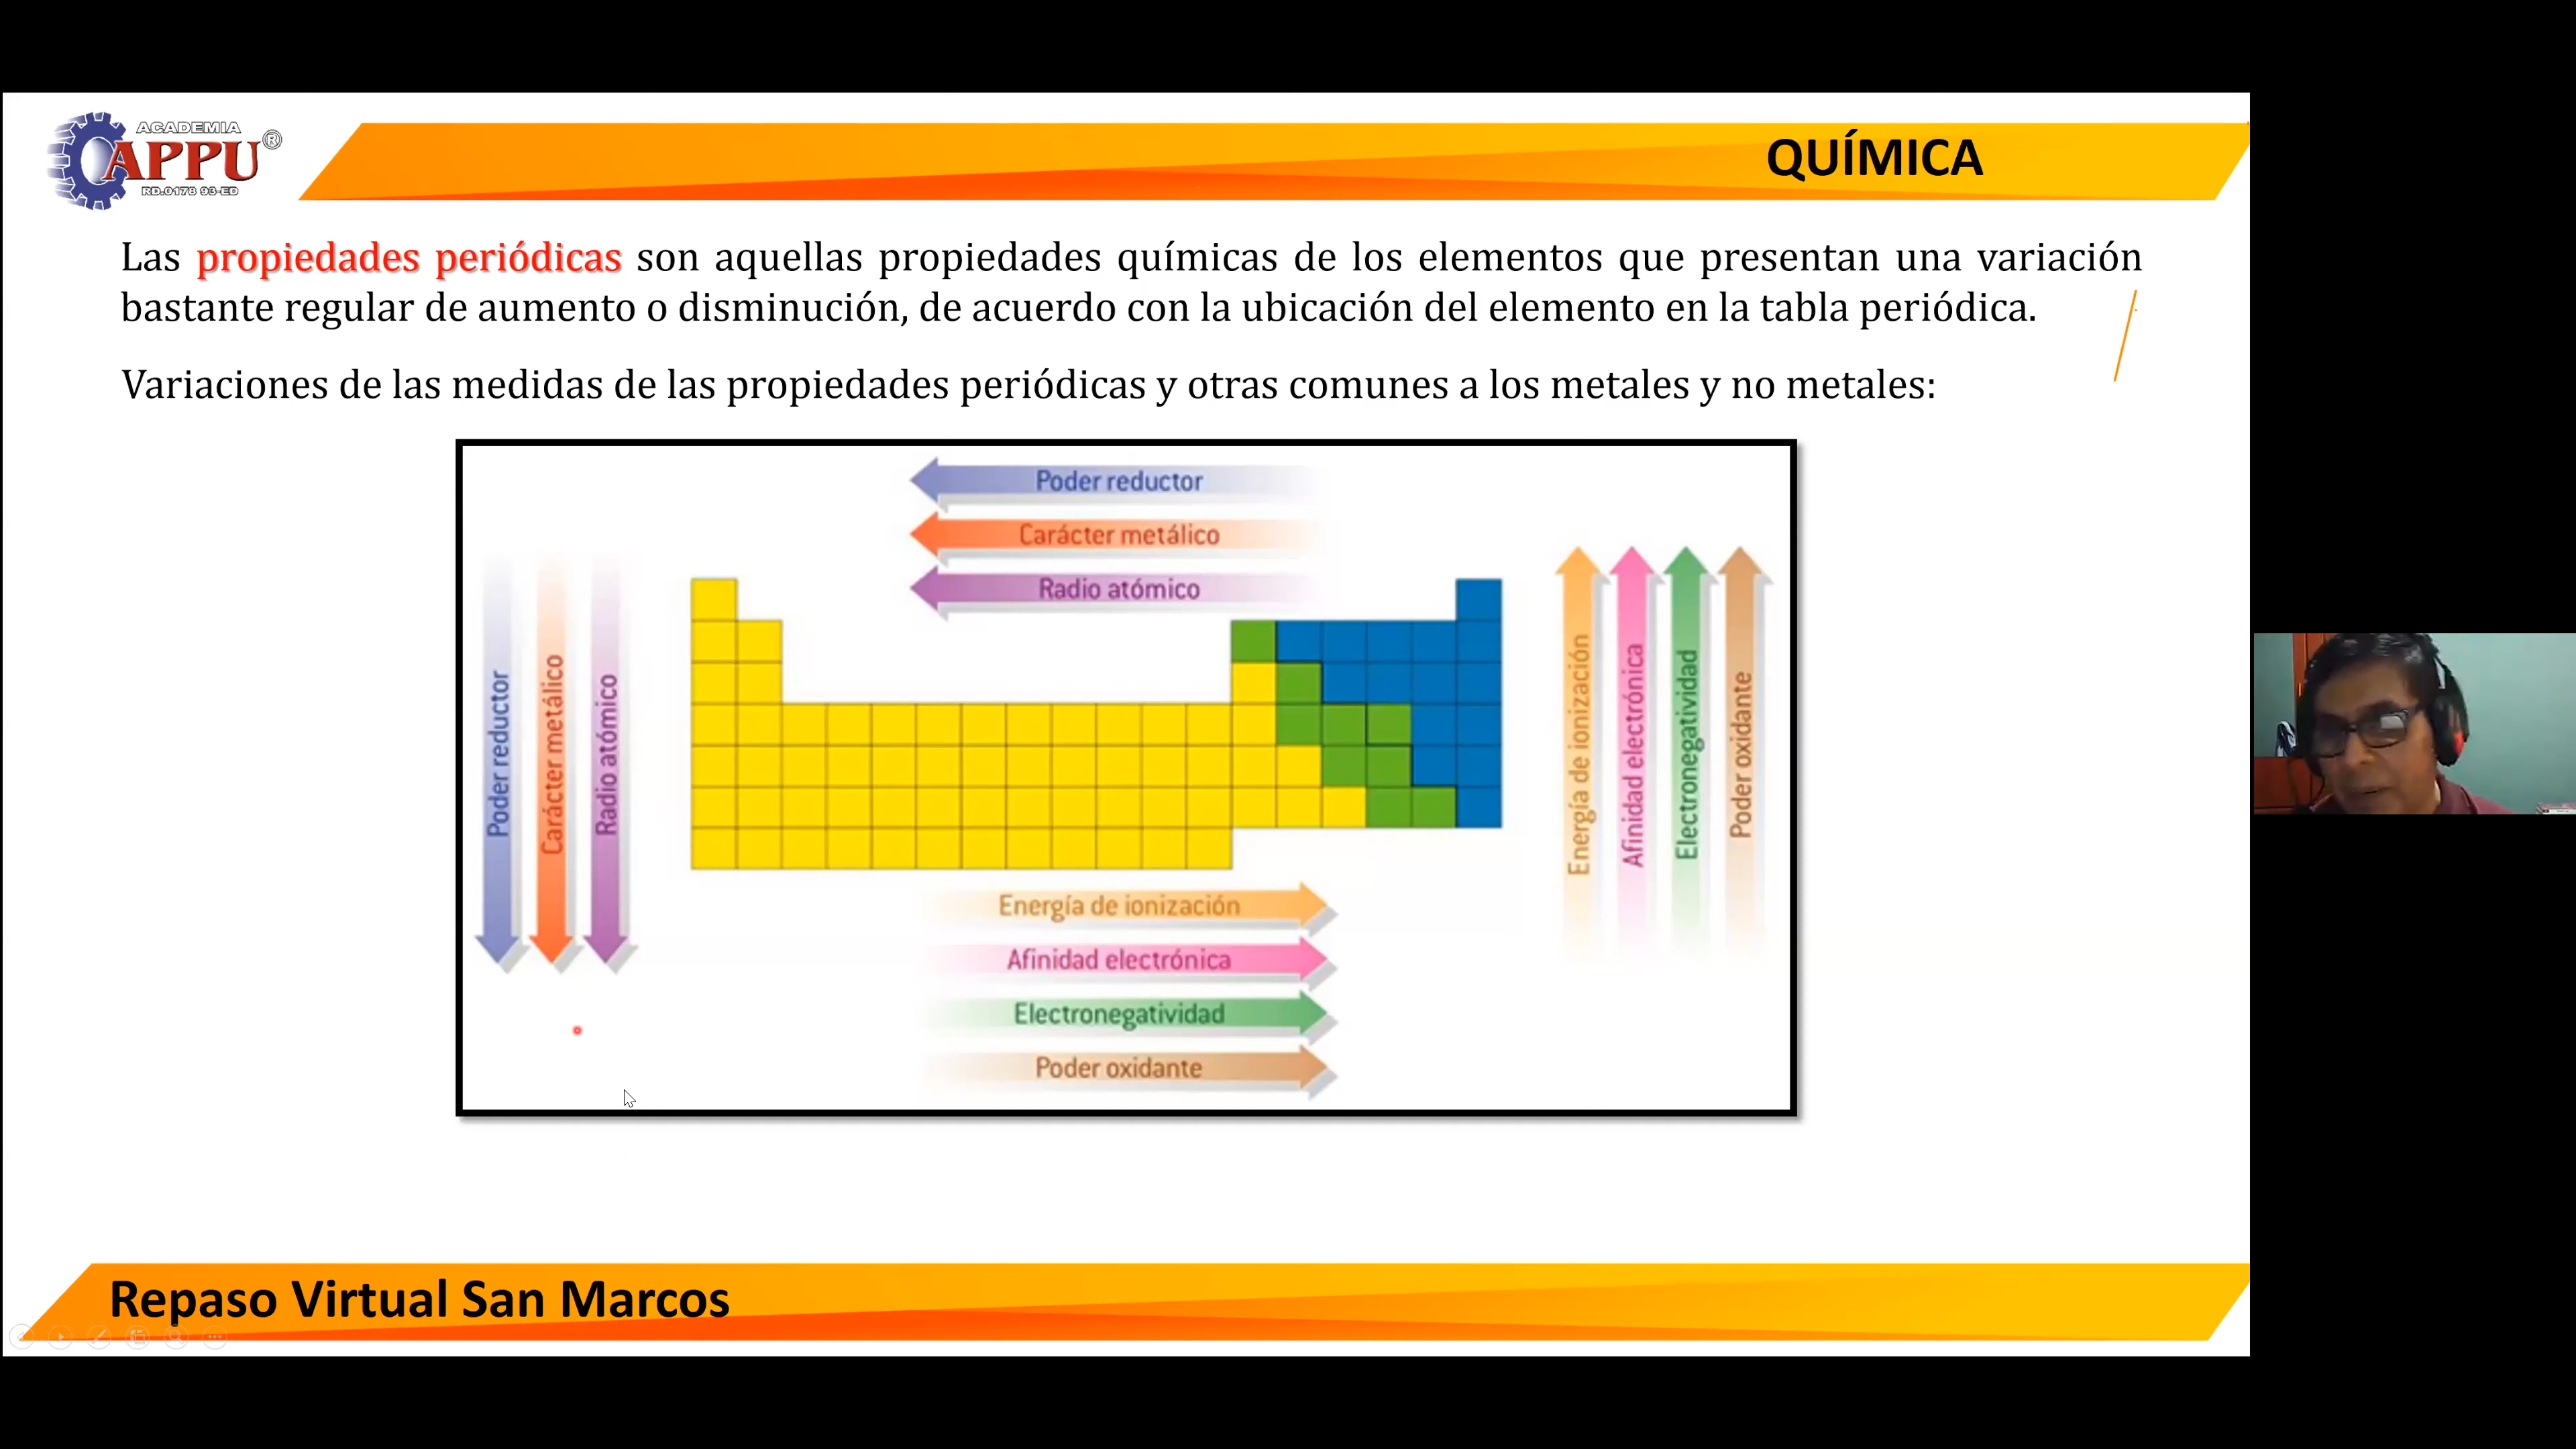 ACADEMIA
APPU®
RD.0178 93-ED
QUÍMICA
Las propiedades periódicas son aquellas propiedades químicas de los elementos que presentan una variación
bastante regular de aumento o disminución, de acuerdo con la ubicación del elemento en la tabla periódica.
Variaciones de las medidas de las propiedades periódicas y otras comunes a los metales y no metales:
Poder reductor
Carácter metálico
Radio atómico
Poder reductor
Carácter metálico
Radio atómico
Energía de ionización
Afinidad electrónica
Electronegatividad
Poder oxidante
Energía de ionización
Afinidad electrónica
Electronegatividad
Poder oxidante
Repaso Virtual San Marcos